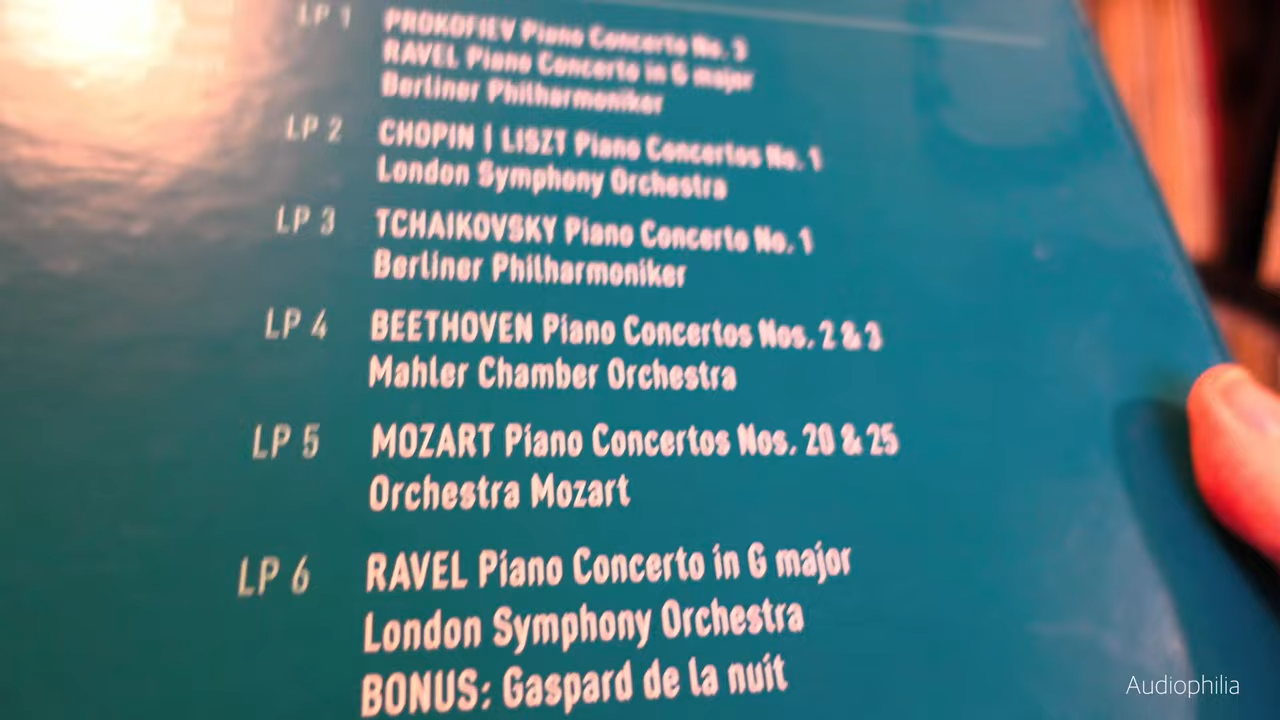 LP 1 PROKOFIEV Piano Concerto No. 3
RAVEL Piano Concerto in G major
Berliner Philharmoniker
LP 2 CHOPIN | LISZT Piano Concertos No. 1
London Symphony Orchestra
LP 3 TCHAIKOVSKY Piano Concerto No. 1
Berliner Philharmoniker
LP 4 BEETHOVEN Piano Concertos Nos. 2 & 3
Mahler Chamber Orchestra
LP 5 MOZART Piano Concertos Nos. 20 & 25
Orchestra Mozart
LP 6 RAVEL Piano Concerto in G major
London Symphony Orchestra
BONUS: Gaspard de la nuit
Audiophilia